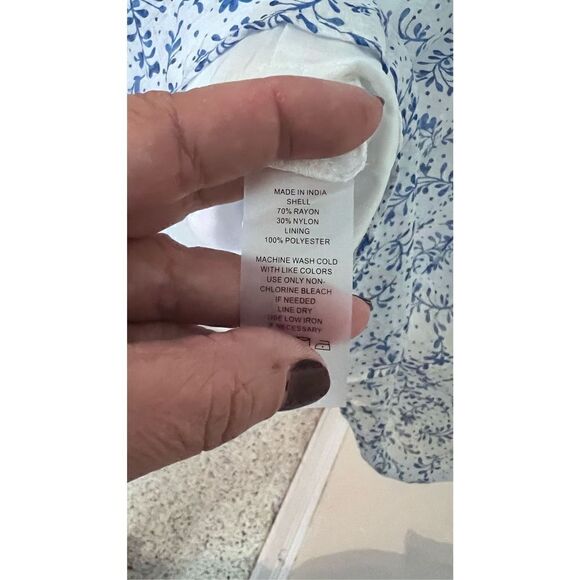 MADE IN INDIA
SHELL
70% RAYON
30% NYLON
LINING
100% POLYESTER
MACHINE WASH COLD
WITH LIKE COLORS
USE ONLY NON-
CHLORINE BLEACH
IF NEEDED
LINE DRY
USE LOW IRON
NECESSARY